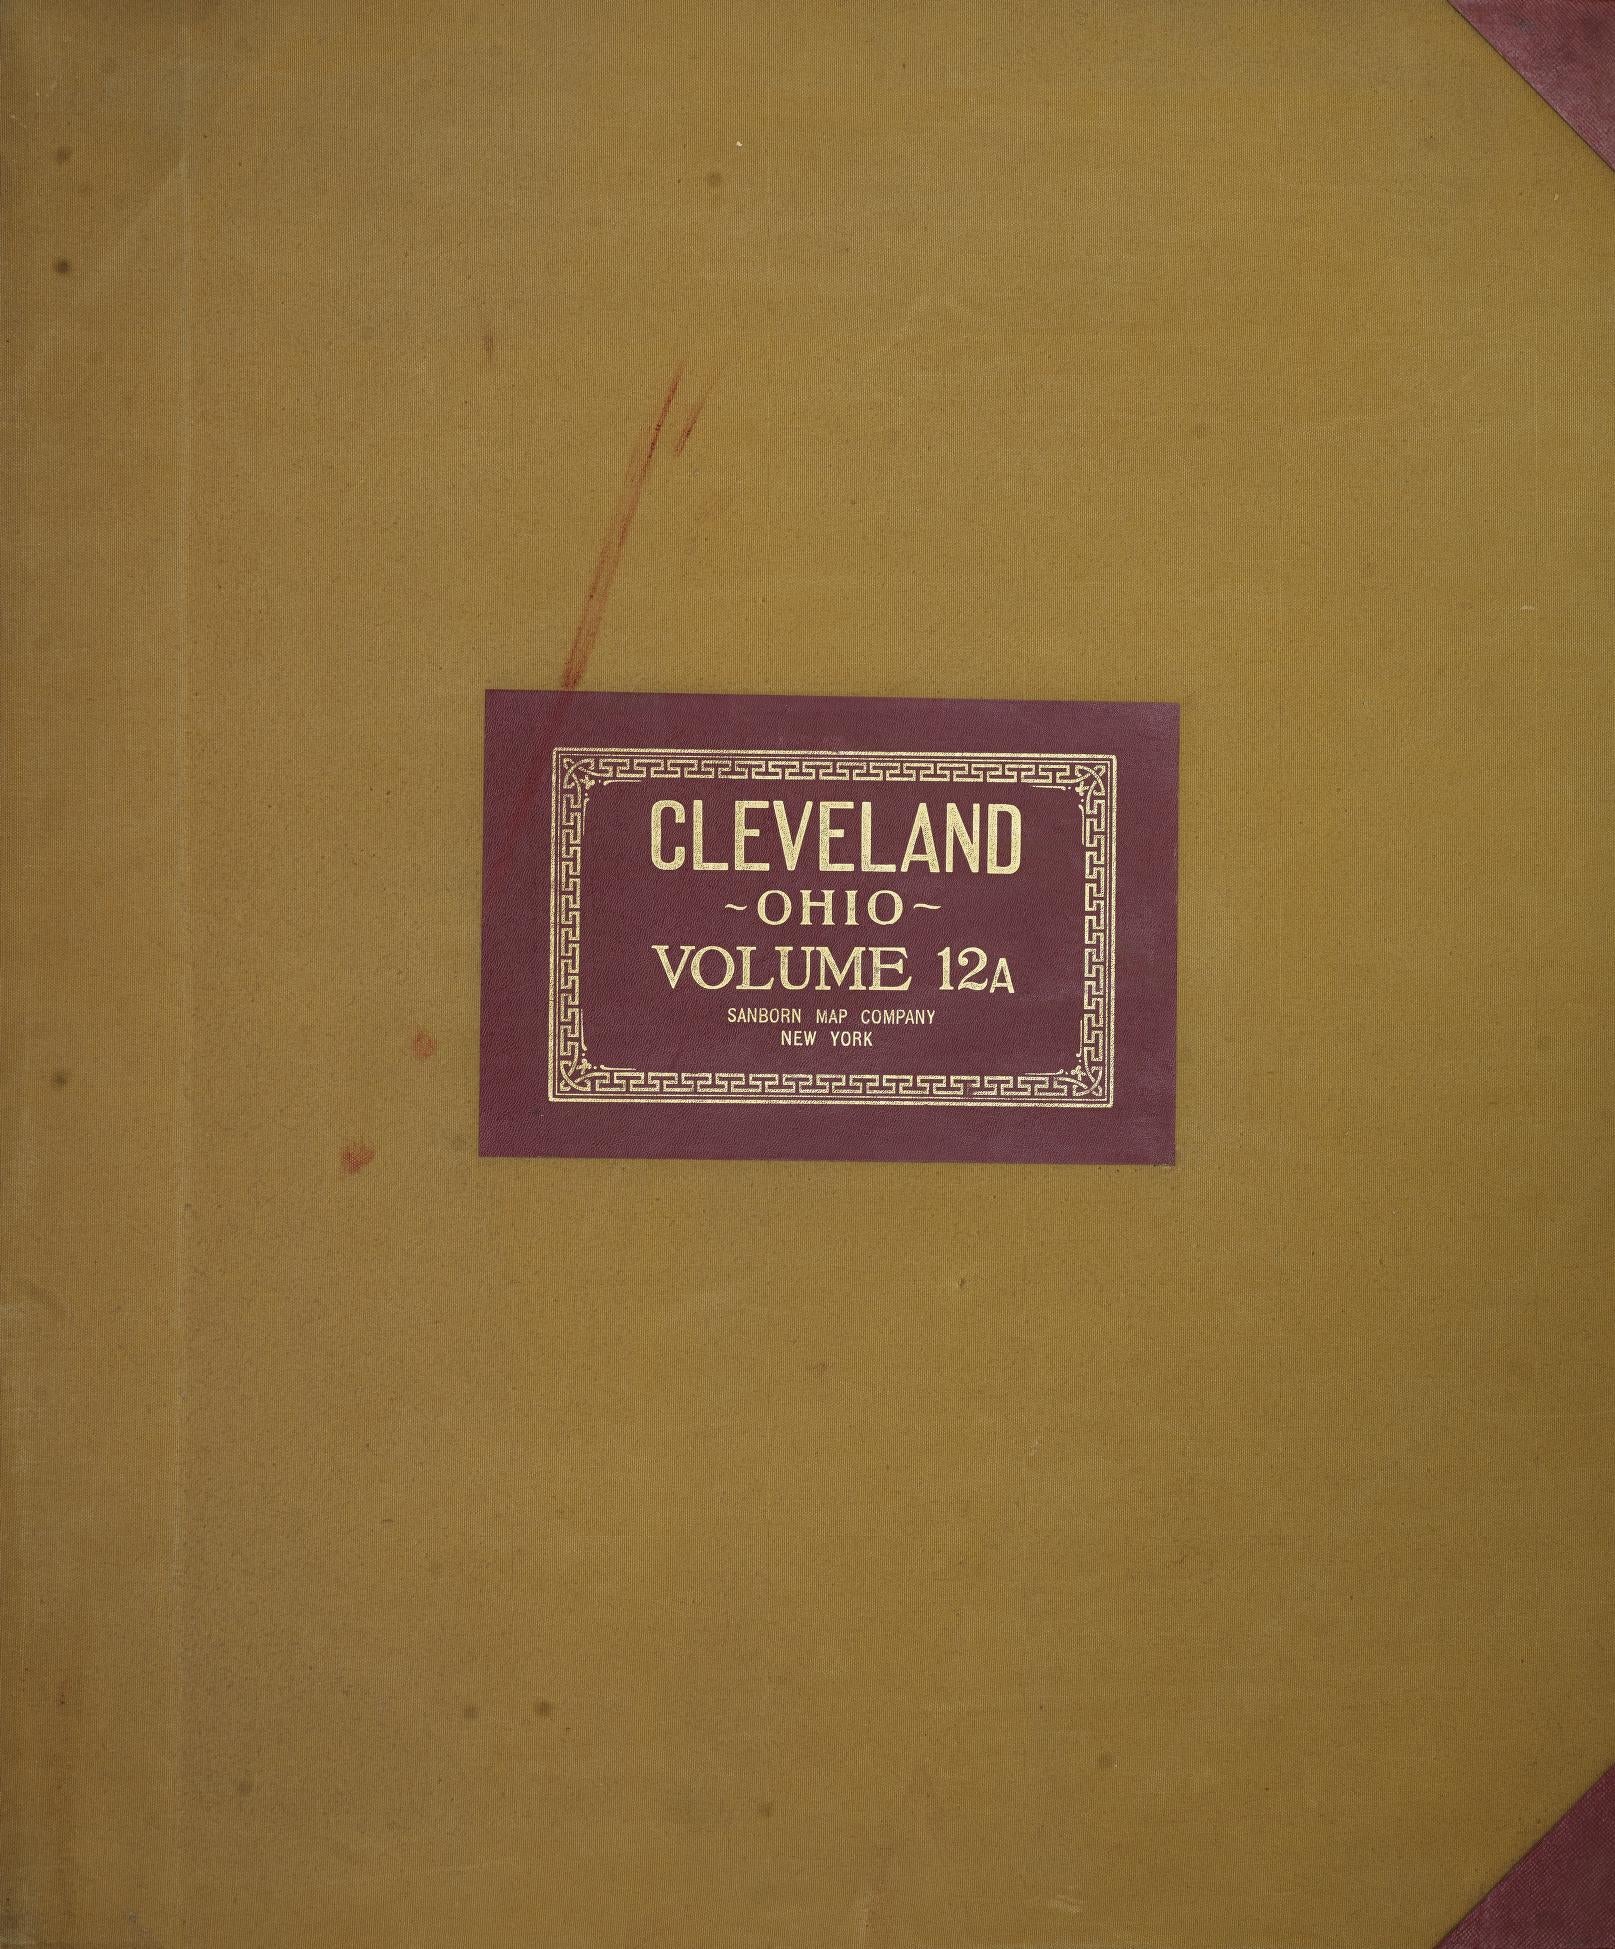 CLEVELAND
~OHIO~
VOLUME 12A
SANBORN MAP COMPANY
NEW YORK